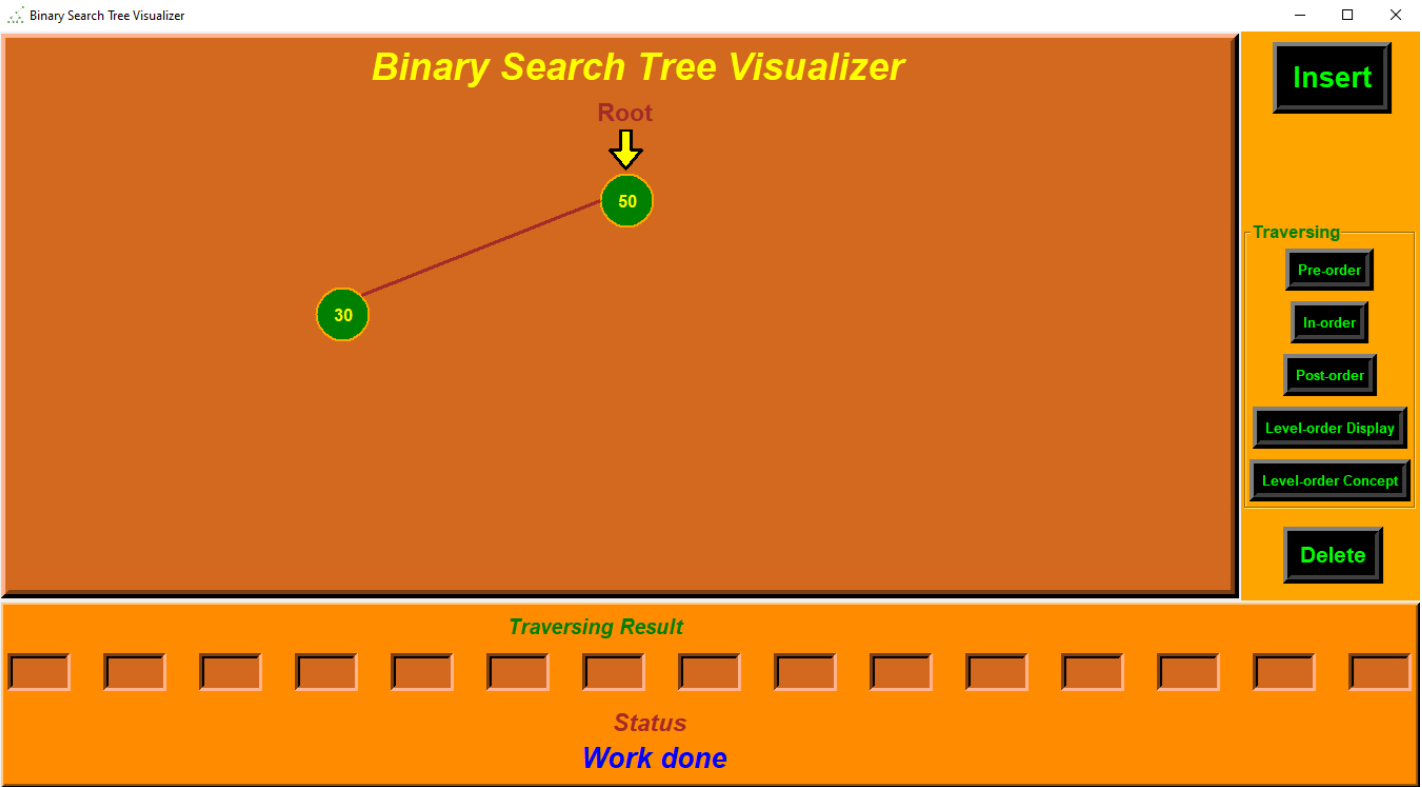 Binary Search Tree Visualizer
Binary Search Tree Visualizer
Root
50
30
Insert
Traversing
Pre-order
In-order
Post-order
Level-order Display
Level-order Concept
Delete
Traversing Result
Status
Work done